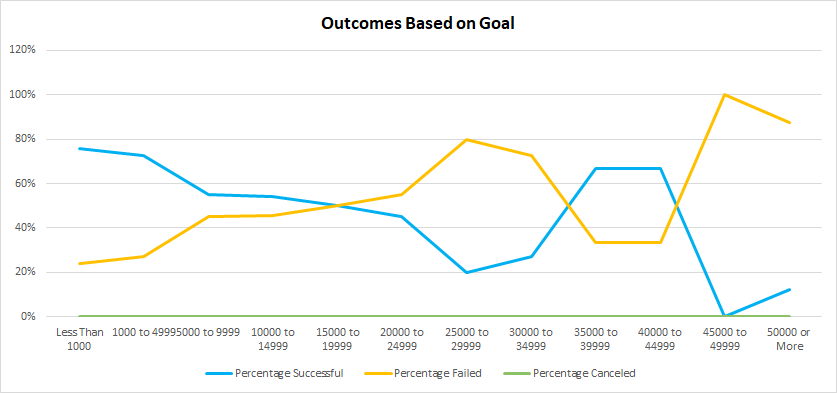 Outcomes Based on Goal
120%
100%
80%
60%
40%
20%
0%
Less Than 1000 to 4999 5000 to 9999 10000 to 15000 to 20000 to 25000 to 30000 to 35000 to 40000 to 45000 to 50000 or
1000 14999 19999 24999 29999 34999 39999 44999 49999 More
Percentage Successful Percentage Failed Percentage Canceled